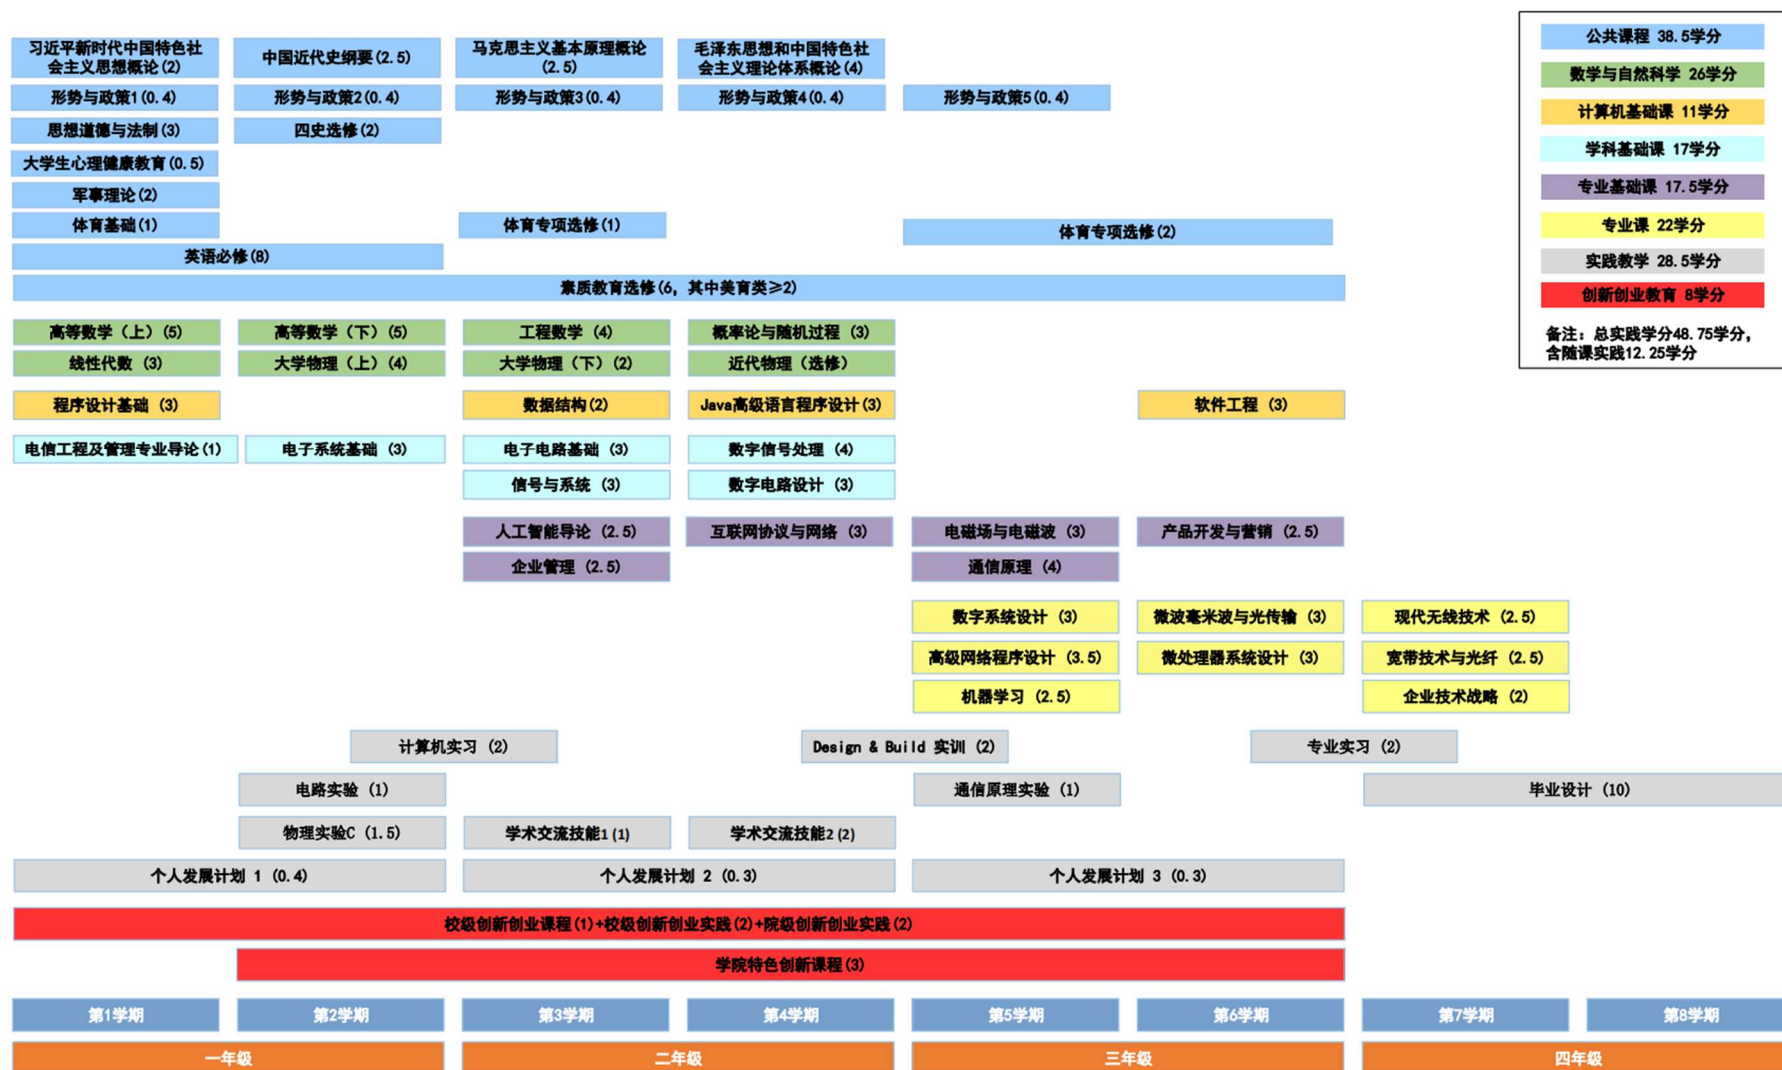 习近平新时代中国特色社
会主义思想概论(2)
中国近代史纲要(2.5)
马克思主义基本原理概论
(2.5)
毛泽东思想和中国特色社
会主义理论体系概论(4)
形势与政策1(0.4)
形势与政策2(0.4)
形势与政策3(0.4)
形势与政策4(0.4)
形势与政策5(0.4)
思想道德与法制(3)
四史选修(2)
大学生心理健康教育(0.5)
军事理论(2)
体育基础(1)
体育专项选修(1)
体育专项选修(2)
英语必修(8)
素质教育选修(6, 其中美育类≥2)
高等数学（上）(5)
高等数学（下）(5)
工程数学 (4)
概率论与随机过程 (3)
线性代数 (3)
大学物理（上）(4)
大学物理（下）(2)
近代物理（选修）
程序设计基础 (3)
数据结构(2)
Java高级语言程序设计(3)
软件工程 (3)
电信工程及管理专业导论(1)
电子系统基础 (3)
电子电路基础 (3)
数字信号处理 (4)
信号与系统 (3)
数字电路设计 (3)
人工智能导论 (2.5)
互联网协议与网络 (3)
电磁场与电磁波 (3)
产品开发与营销 (2.5)
企业管理 (2.5)
通信原理 (4)
数字系统设计 (3)
微波毫米波与光传输 (3)
现代无线技术 (2.5)
高级网络程序设计 (3.5)
微处理器系统设计 (3)
宽带技术与光纤 (2.5)
机器学习 (2.5)
企业技术战略 (2)
计算机实习 (2)
Design & Build 实训 (2)
专业实习 (2)
电路实验 (1)
通信原理实验 (1)
毕业设计 (10)
物理实验C (1.5)
学术交流技能1 (1)
学术交流技能2 (2)
个人发展计划 1 (0.4)
个人发展计划 2 (0.3)
个人发展计划 3 (0.3)
校级创新创业课程(1)+校级创新创业实践(2)+院级创新创业实践(2)
学院特色创新课程(3)
第1学期
第2学期
第3学期
第4学期
第5学期
第6学期
第7学期
第8学期
一年级
二年级
三年级
四年级
公共课程 38.5学分
数学与自然科学 26学分
计算机基础课 11学分
学科基础课 17学分
专业基础课 17.5学分
专业课 22学分
实践教学 28.5学分
创新创业教育 8学分
备注：总实践学分48.75学分，
含随课实践12.25学分